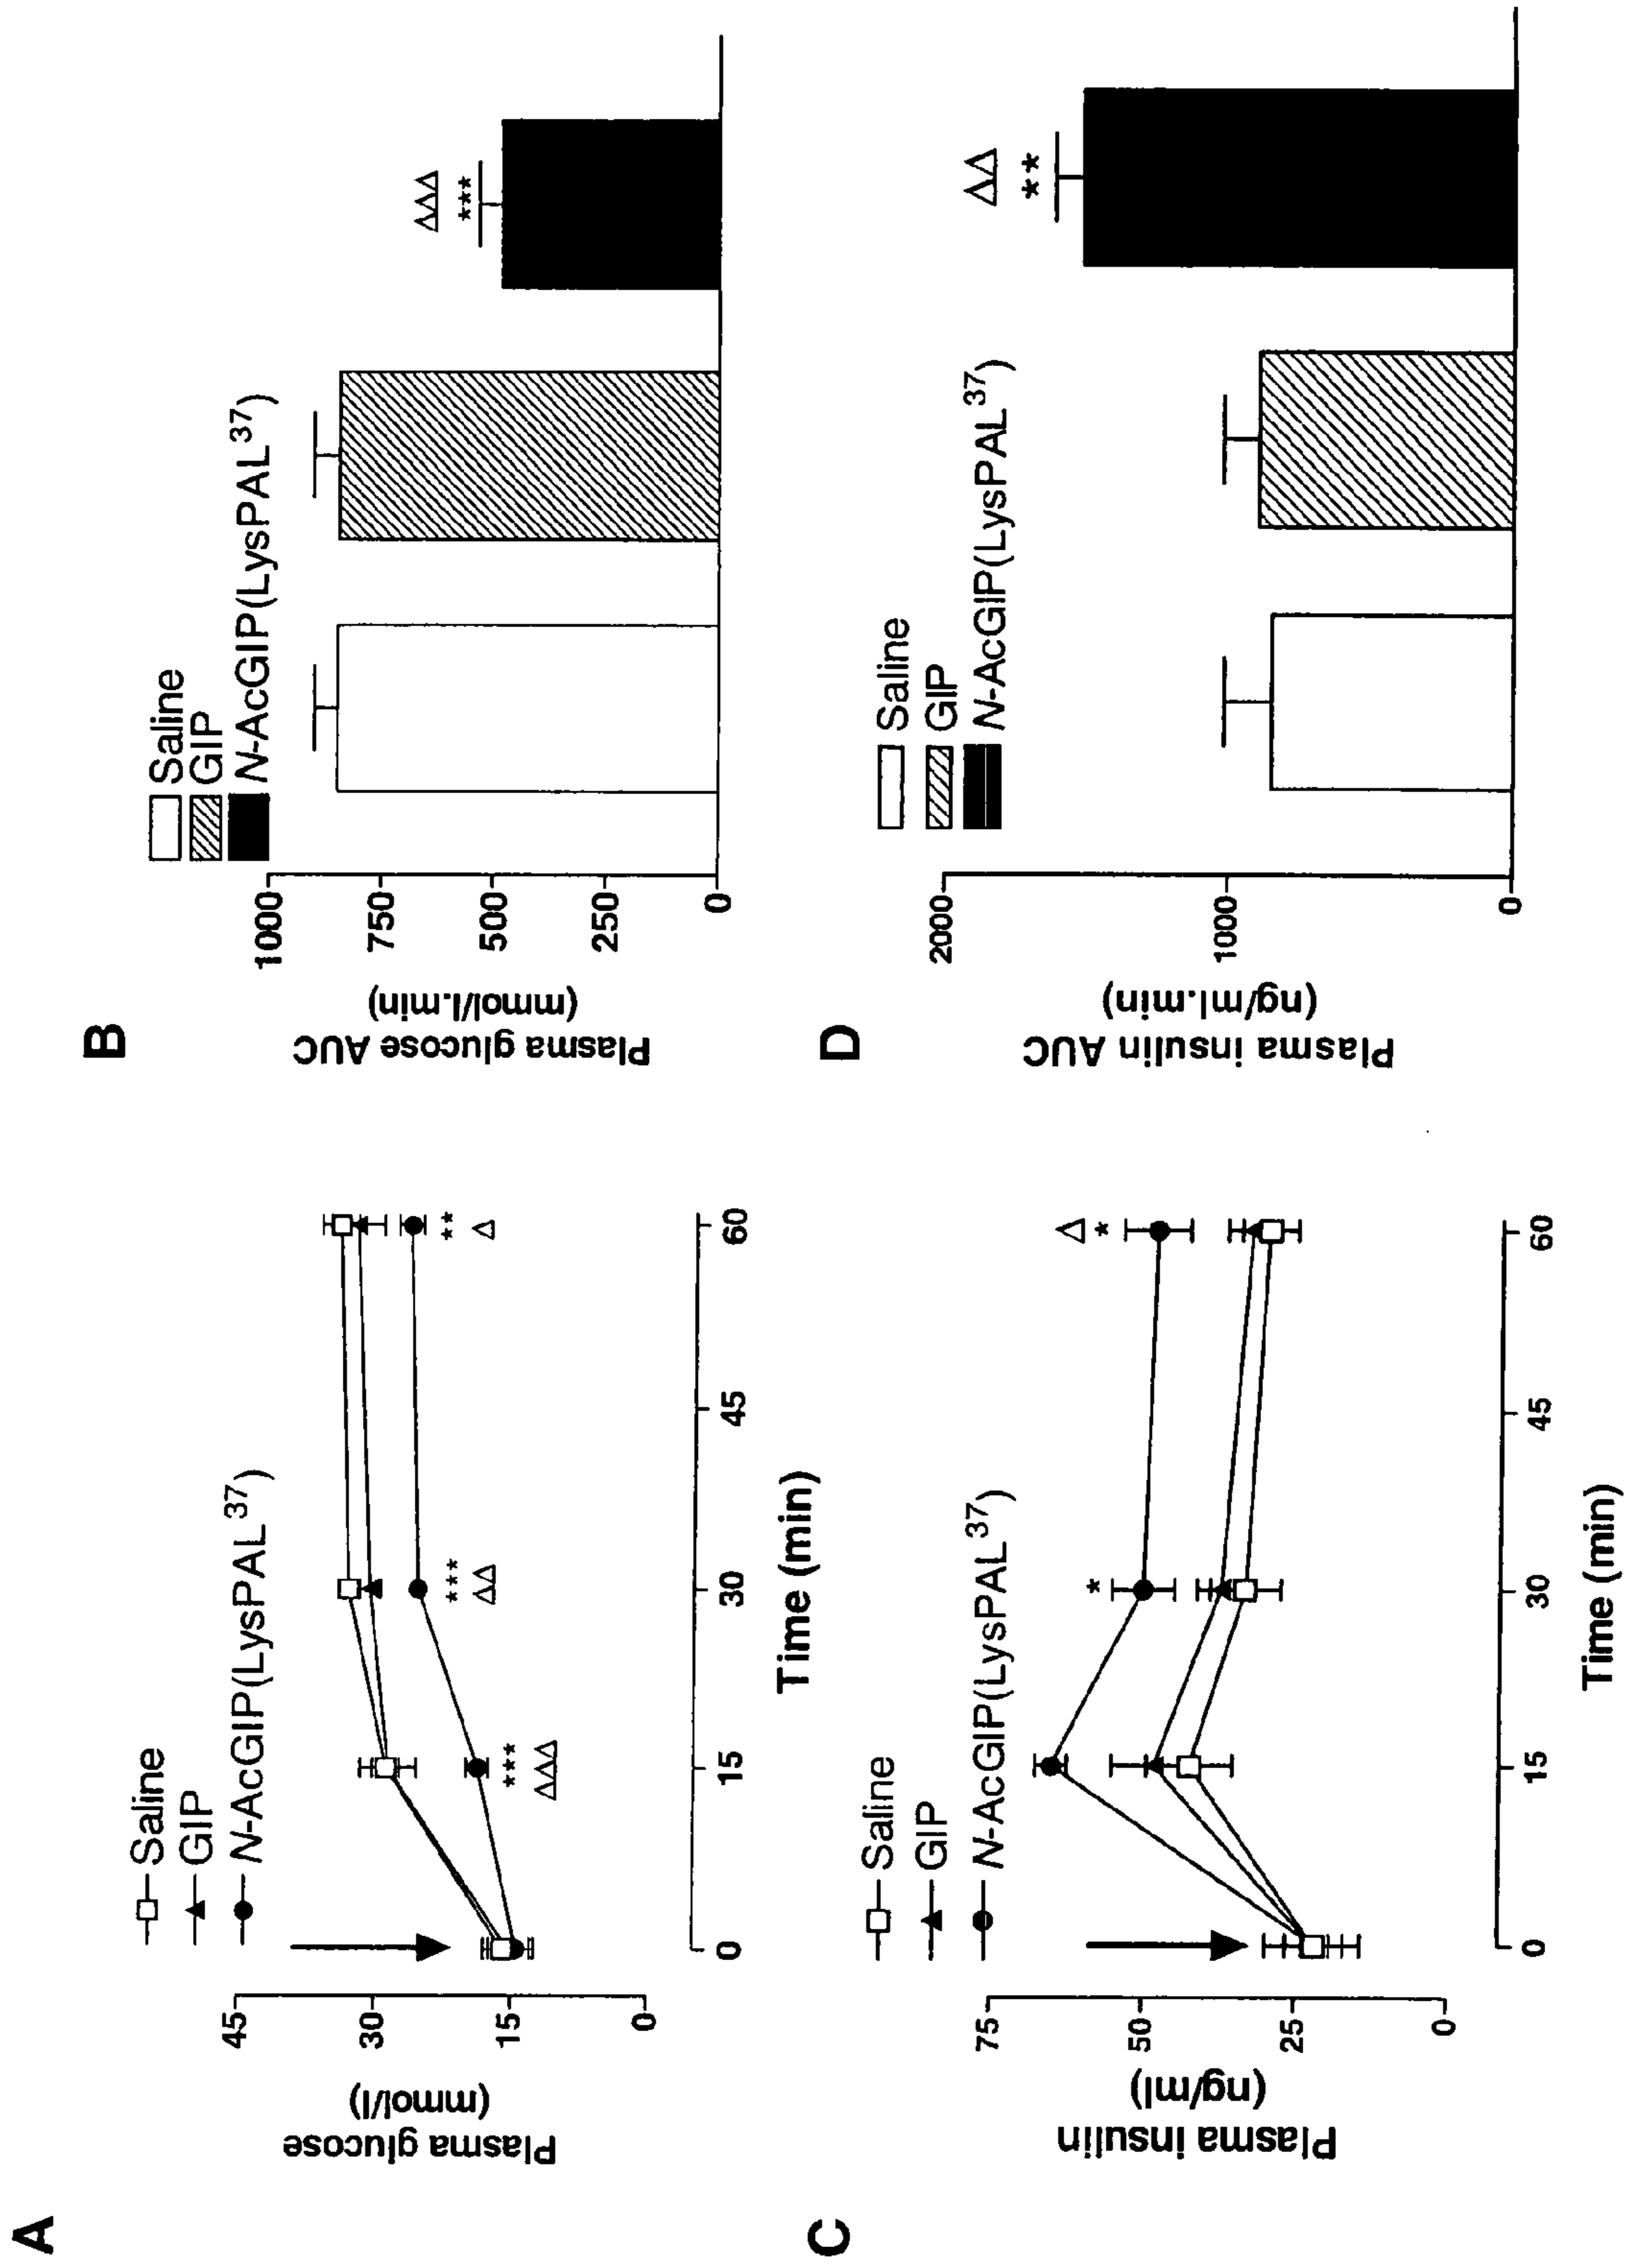 A
Plasma glucose
(mmol/l)
45
30
15
0
Saline
GIP
N-AcGIP(LysPAL³⁷)
***
ΔΔΔ
***
ΔΔ
**
Δ
0
15
30
45
60
Time (min)
B
Plasma glucose AUC
(mmol/l.min)
1000
750
500
250
0
Saline
GIP
N-AcGIP(LysPAL³⁷)
ΔΔΔ
***
C
Plasma insulin
(ng/ml)
75
50
25
0
Saline
GIP
N-AcGIP(LysPAL³⁷)
*
Δ
*
0
15
30
45
60
Time (min)
D
Plasma insulin AUC
(ng/ml.min)
2000
1000
0
Saline
GIP
N-AcGIP(LysPAL³⁷)
ΔΔ
**